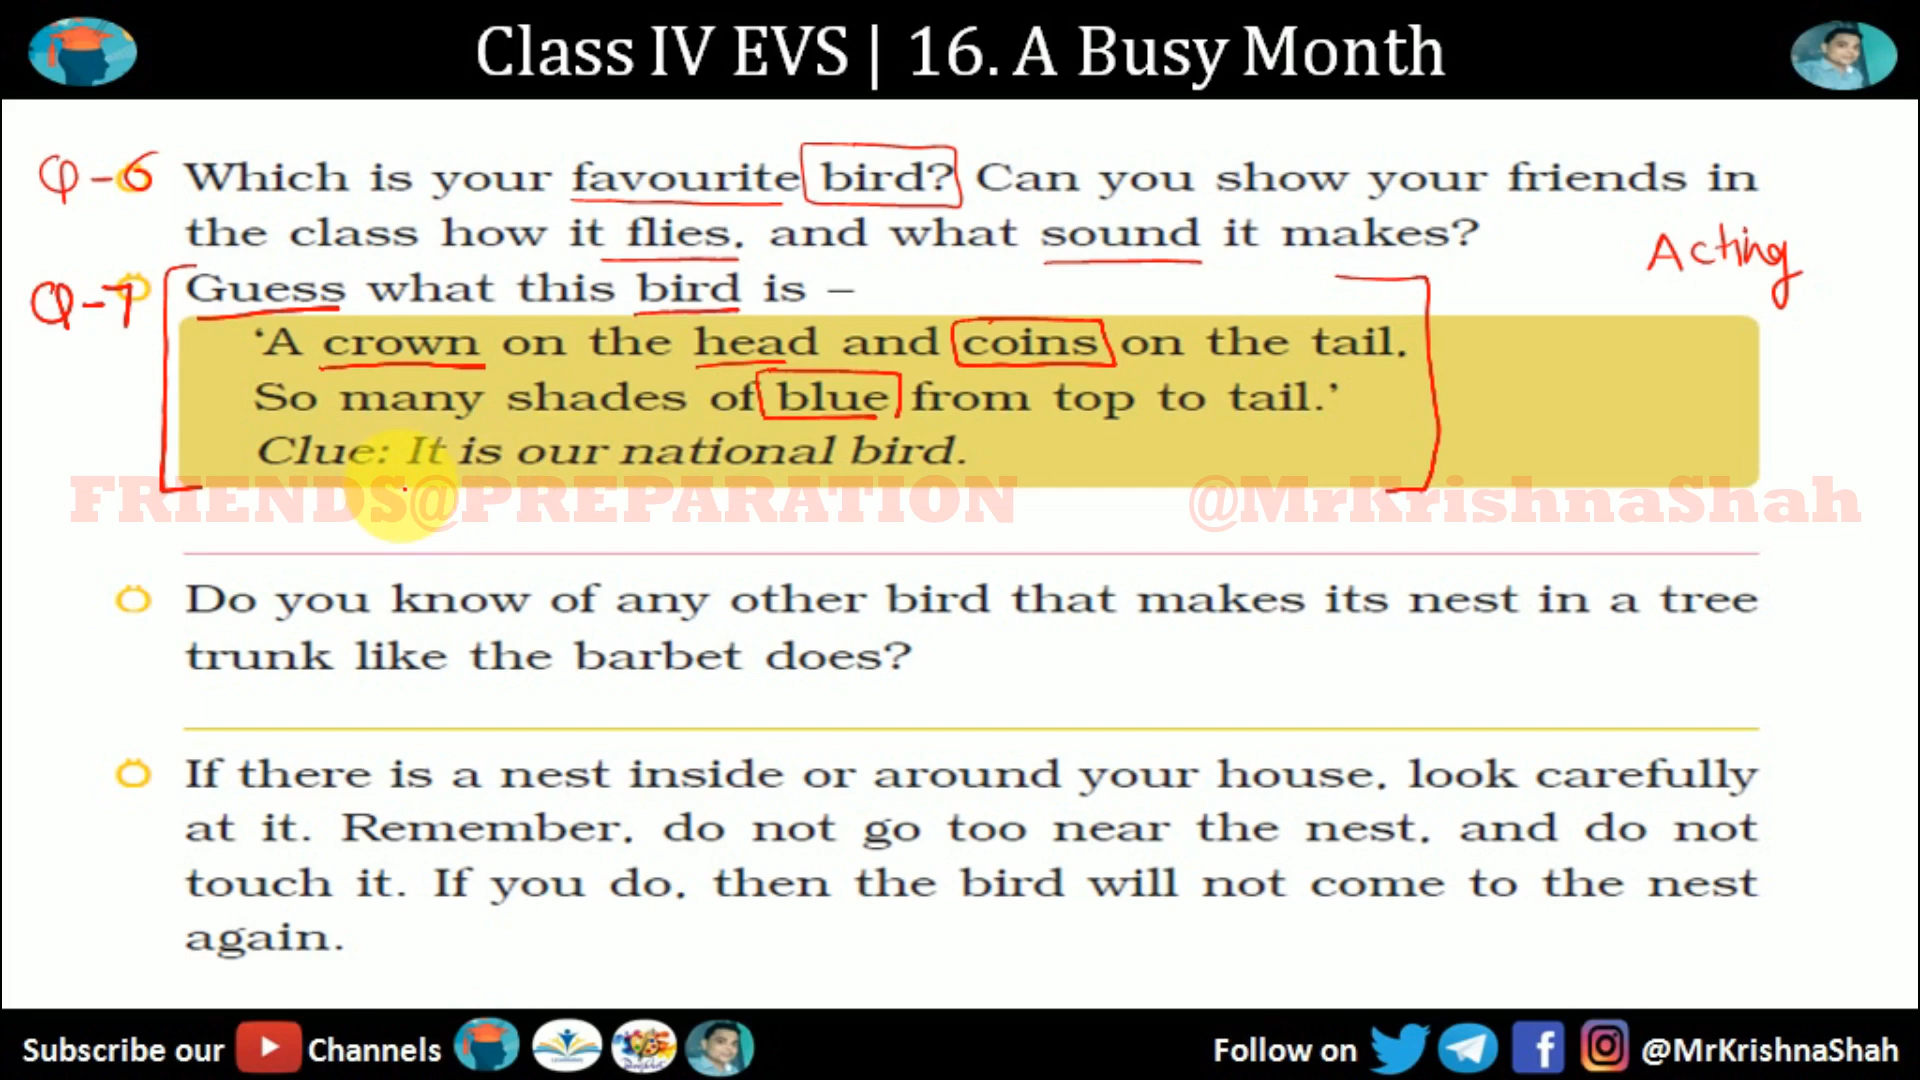 Class IV EVS | 16. A Busy Month
Q-6 Which is your favourite bird? Can you show your friends in
the class how it flies, and what sound it makes?
Acting
Q-7 Guess what this bird is –
‘A crown on the head and coins on the tail,
So many shades of blue from top to tail.’
Clue: It is our national bird.
FRIENDS@PREPARATION @MrKrishnaShah
Do you know of any other bird that makes its nest in a tree
trunk like the barbet does?
If there is a nest inside or around your house, look carefully
at it. Remember, do not go too near the nest, and do not
touch it. If you do, then the bird will not come to the nest
again.
Subscribe our Channels Follow on @MrKrishnaShah